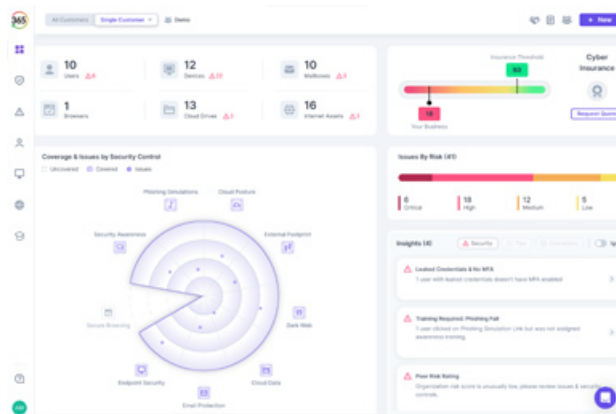 365
All Customers
Single Customer
Demo
+ New
10
Users
12
Devices
10
Mailboxes
1
Browsers
13
Cloud Drives
16
Internet Assets
Insurance Threshold
Your Business
Cyber
Insurance
Coverage & Issues by Security Control
Uncovered Covered Issues
Phishing Simulations
Cloud Posture
Security Awareness
External Footprint
Secure Browsing
Dark Web
Endpoint Security
Cloud Data
Email Protection
Issues By Risk (41)
6
Critical
18
High
12
Medium
5
Low
Insights (4)
Security
Leaked Credentials & No MFA
1 user with leaked credentials doesn't have MFA enabled
Training Required: Phishing Fail
1 user clicked on Phishing Simulation Link but was not assigned
awareness training.
Poor Risk Rating
Organization risk score is unusually low, please review issues & security
controls.